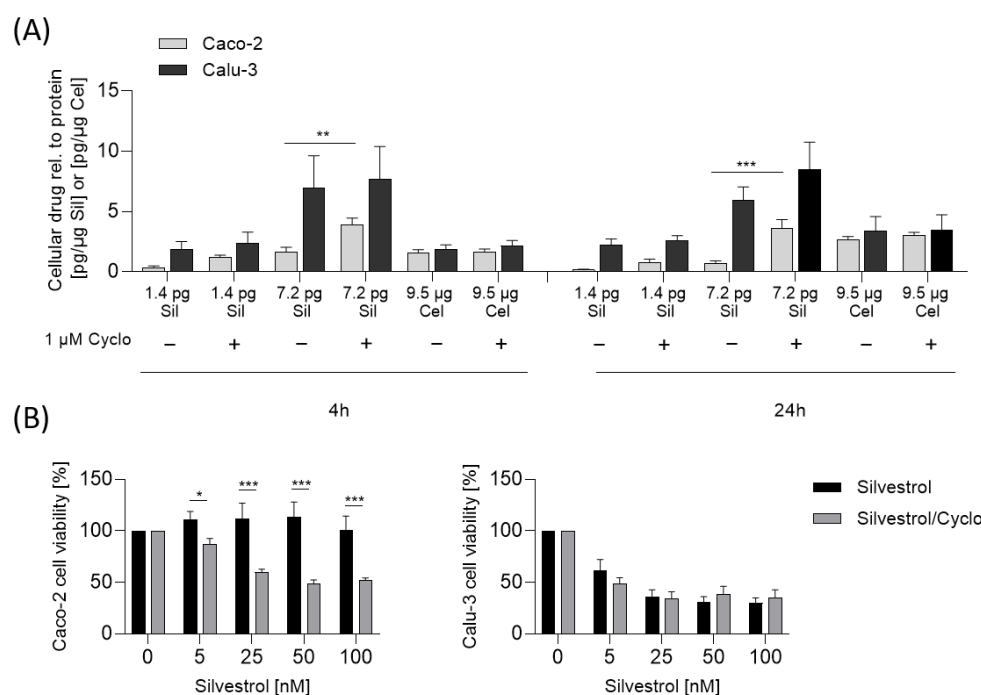 (A)
Caco-2
Calu-3
Cellular drug rel. to protein
[pg/µg Sil] or [pg/µg Cel]
15
10
5
0
**
***
1.4 pg 1.4 pg 7.2 pg 7.2 pg 9.5 µg 9.5 µg 1.4 pg 1.4 pg 7.2 pg 7.2 pg 9.5 µg 9.5 µg
Sil Sil Sil Sil Cel Cel Sil Sil Sil Sil Cel Cel
1 µM Cyclo − + − + − + − + − + − +
4h 24h
(B)
Caco-2 cell viability [%]
150
100
50
0
* *** *** ***
0 5 25 50 100
Silvestrol [nM]
Calu-3 cell viability [%]
150
100
50
0
0 5 25 50 100
Silvestrol [nM]
Silvestrol
Silvestrol/Cyclo